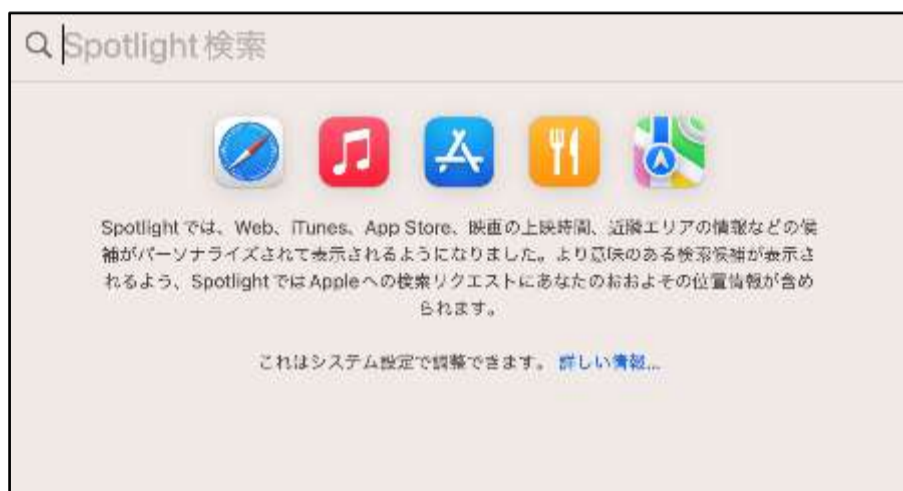 Spotlight検索
Spotlightでは、Web、iTunes、App Store、映画の上映時間、近隣エリアの情報などの候
補がパーソナライズされて表示されるようになりました。より意味のある検索候補が表示さ
れるよう、SpotlightではAppleへの検索リクエストにあなたのおおよその位置情報が含め
られます。
これはシステム設定で調整できます。 詳しい情報...